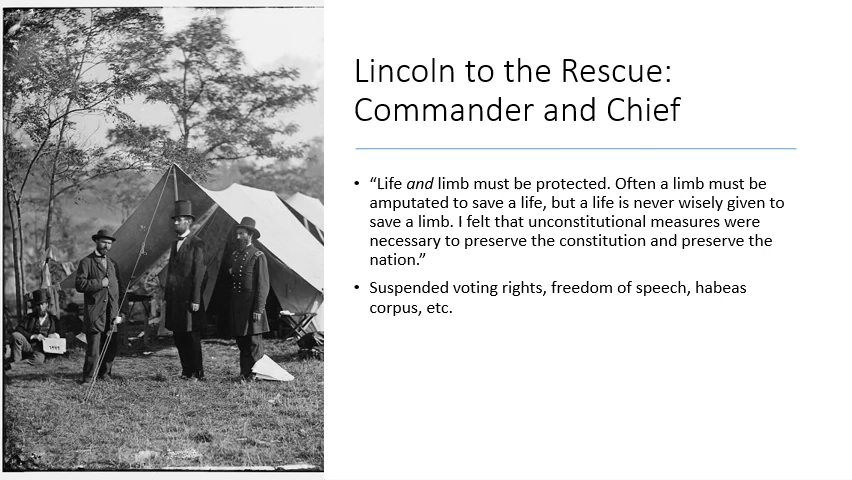 Lincoln to the Rescue:
Commander and Chief
• “Life and limb must be protected. Often a limb must be
amputated to save a life, but a life is never wisely given to
save a limb. I felt that unconstitutional measures were
necessary to preserve the constitution and preserve the
nation.”
• Suspended voting rights, freedom of speech, habeas
corpus, etc.